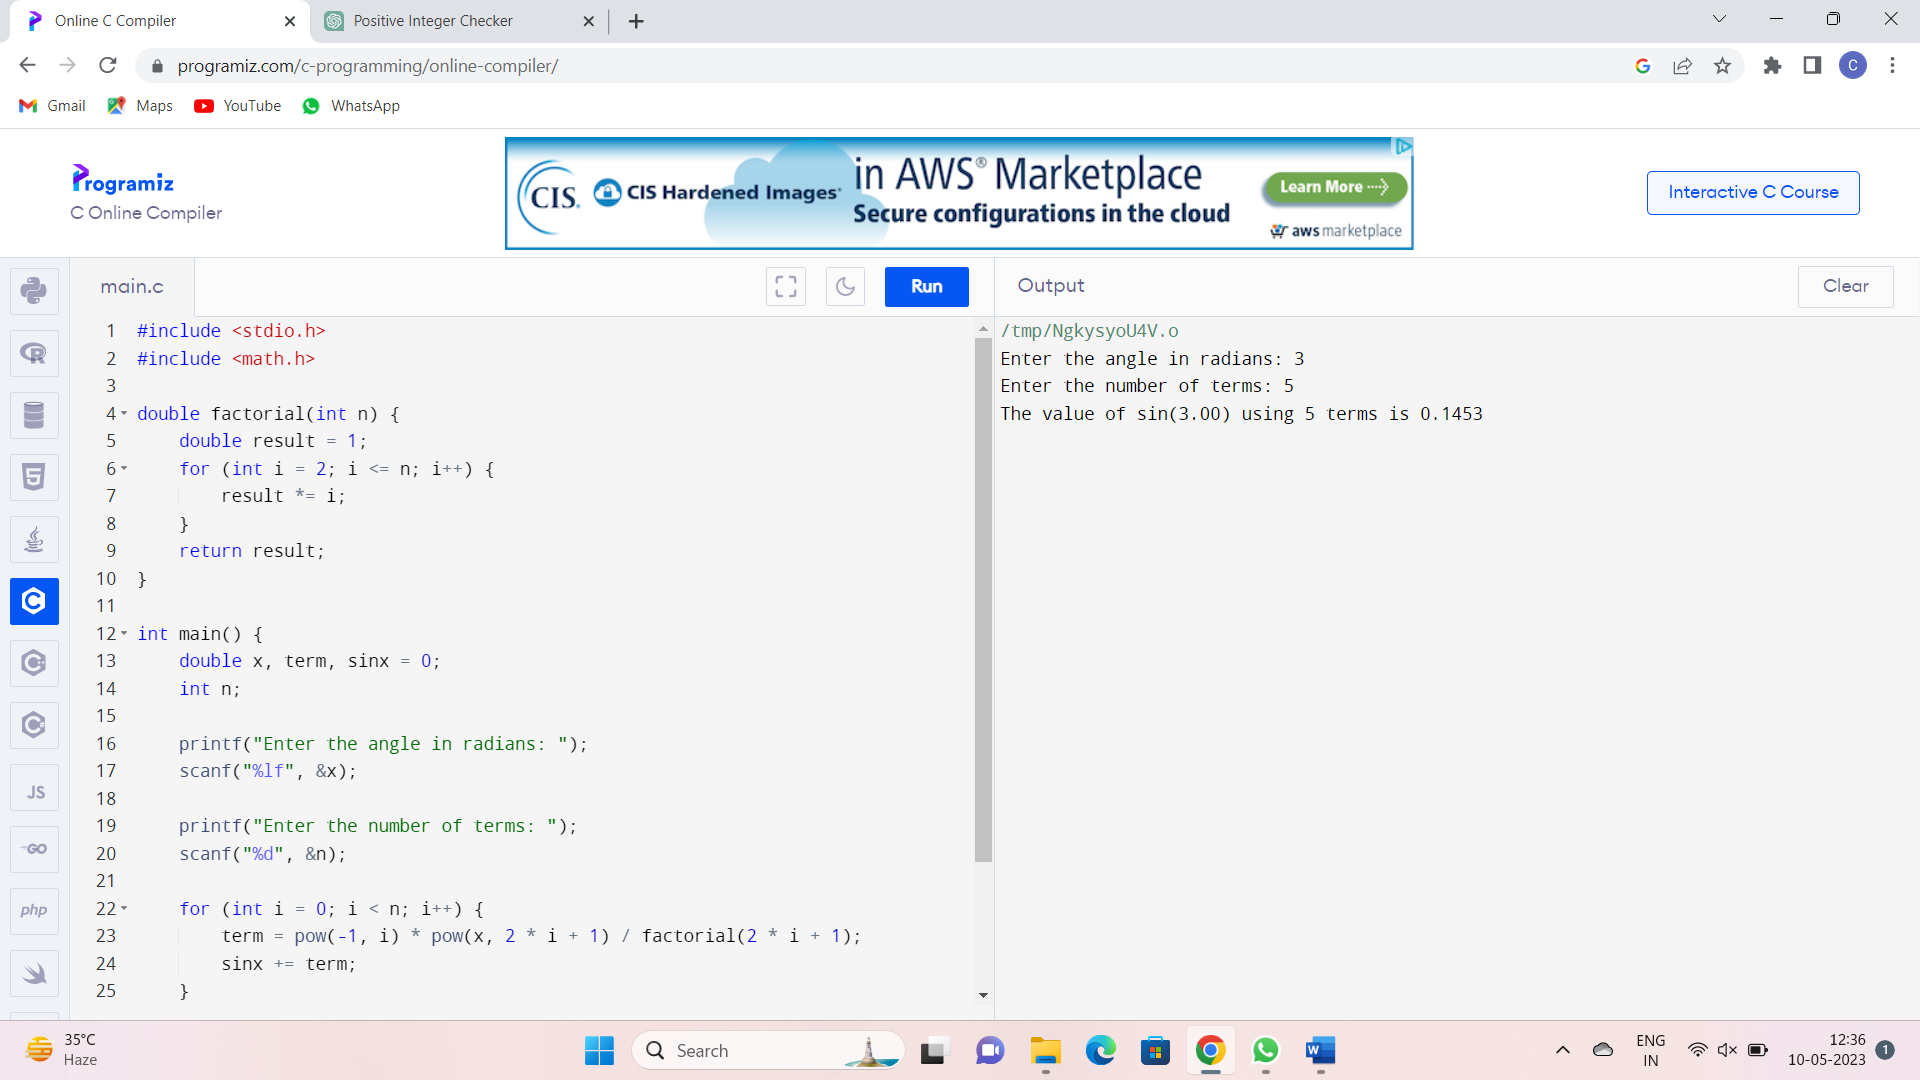 Online C Compiler
Positive Integer Checker
programiz.com/c-programming/online-compiler/
C
Gmail
Maps
YouTube
WhatsApp
Programiz
C Online Compiler
CIS.
CIS Hardened Images®
in AWS® Marketplace
Secure configurations in the cloud
Learn More
aws marketplace
Interactive C Course
main.c
Run
Output
Clear
1 #include <stdio.h>
2 #include <math.h>
3
4 double factorial(int n) {
5 double result = 1;
6 for (int i = 2; i <= n; i++) {
7 result *= i;
8 }
9 return result;
10 }
11
12 int main() {
13 double x, term, sinx = 0;
14 int n;
15
16 printf("Enter the angle in radians: ");
17 scanf("%lf", &x);
18
19 printf("Enter the number of terms: ");
20 scanf("%d", &n);
21
22 for (int i = 0; i < n; i++) {
23 term = pow(-1, i) * pow(x, 2 * i + 1) / factorial(2 * i + 1);
24 sinx += term;
25 }
/tmp/NgkysyoU4V.o
Enter the angle in radians: 3
Enter the number of terms: 5
The value of sin(3.00) using 5 terms is 0.1453
R
5
C
C
C
JS
GO
php
35°C
Haze
Search
W
ENG
IN
12:36
10-05-2023
1